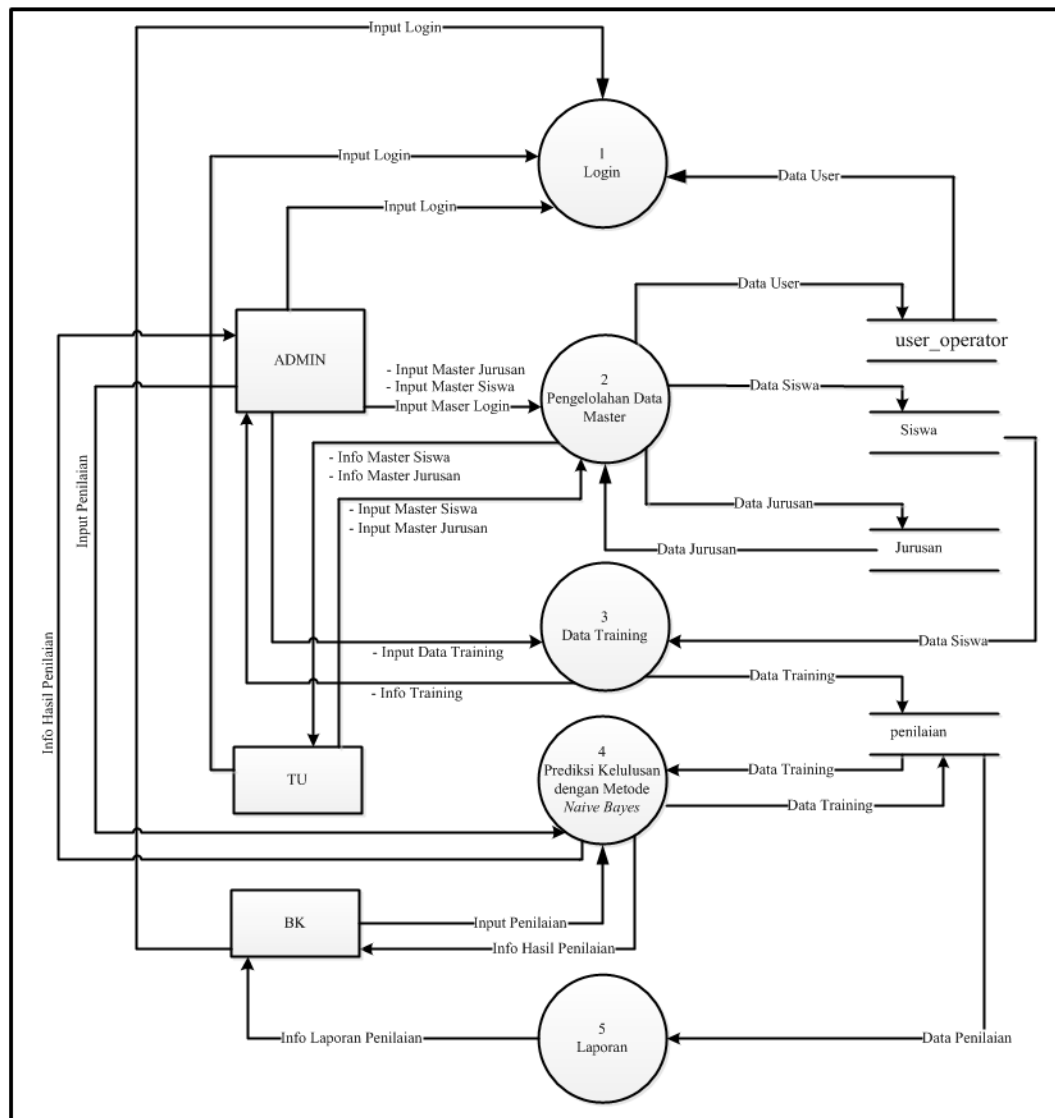 Input Login
1
Login
Input Login
Data User
Input Login
Data User
user_operator
ADMIN
- Input Master Jurusan
- Input Master Siswa
Input Maser Login
2
Pengelolahan Data
Master
Data Siswa
Siswa
- Info Master Siswa
- Info Master Jurusan
- Input Master Siswa
- Input Master Jurusan
Data Jurusan
Data Jurusan
Jurusan
Input Penilaian
Info Hasil Penilaian
3
Data Training
- Input Data Training
Data Siswa
- Info Training
Data Training
penilaian
TU
4
Prediksi Kelulusan
dengan Metode
Naive Bayes
Data Training
Data Training
BK
Input Penilaian
Info Hasil Penilaian
5
Laporan
Info Laporan Penilaian
Data Penilaian